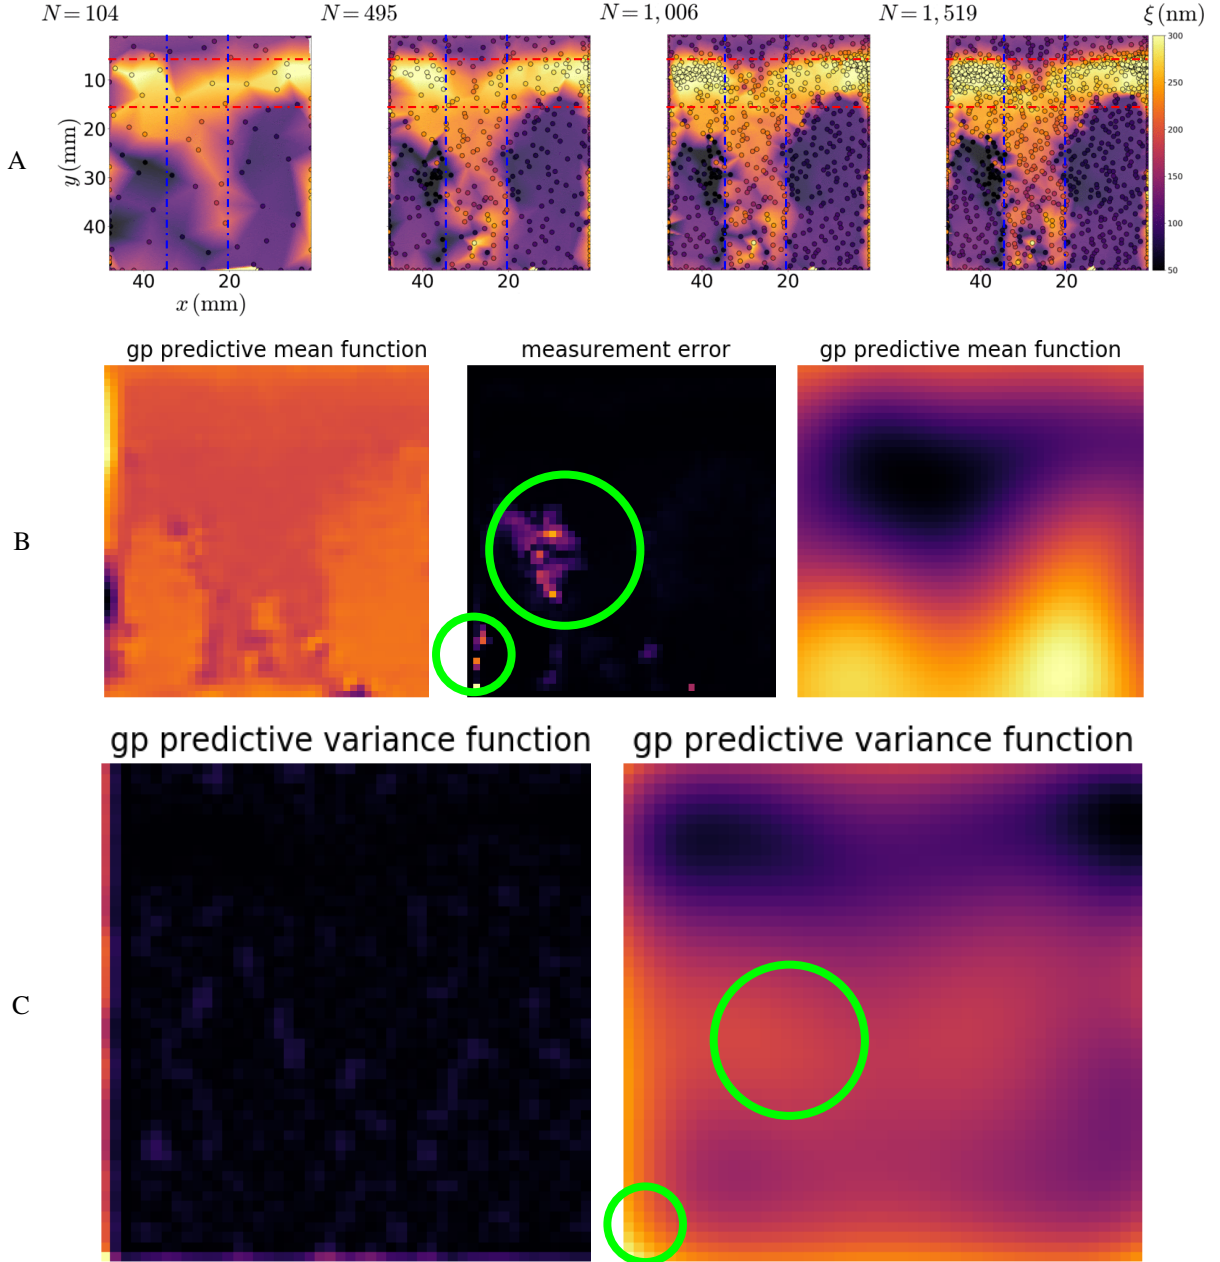 N = 104 N = 495 N = 1,006 N = 1,519 ξ (nm)
A
y (mm)
10
20
30
40
40 20
40 20
40 20
40 20
x (mm)
300
250
200
150
100
50
B
gp predictive mean function measurement error gp predictive mean function
C
gp predictive variance function gp predictive variance function